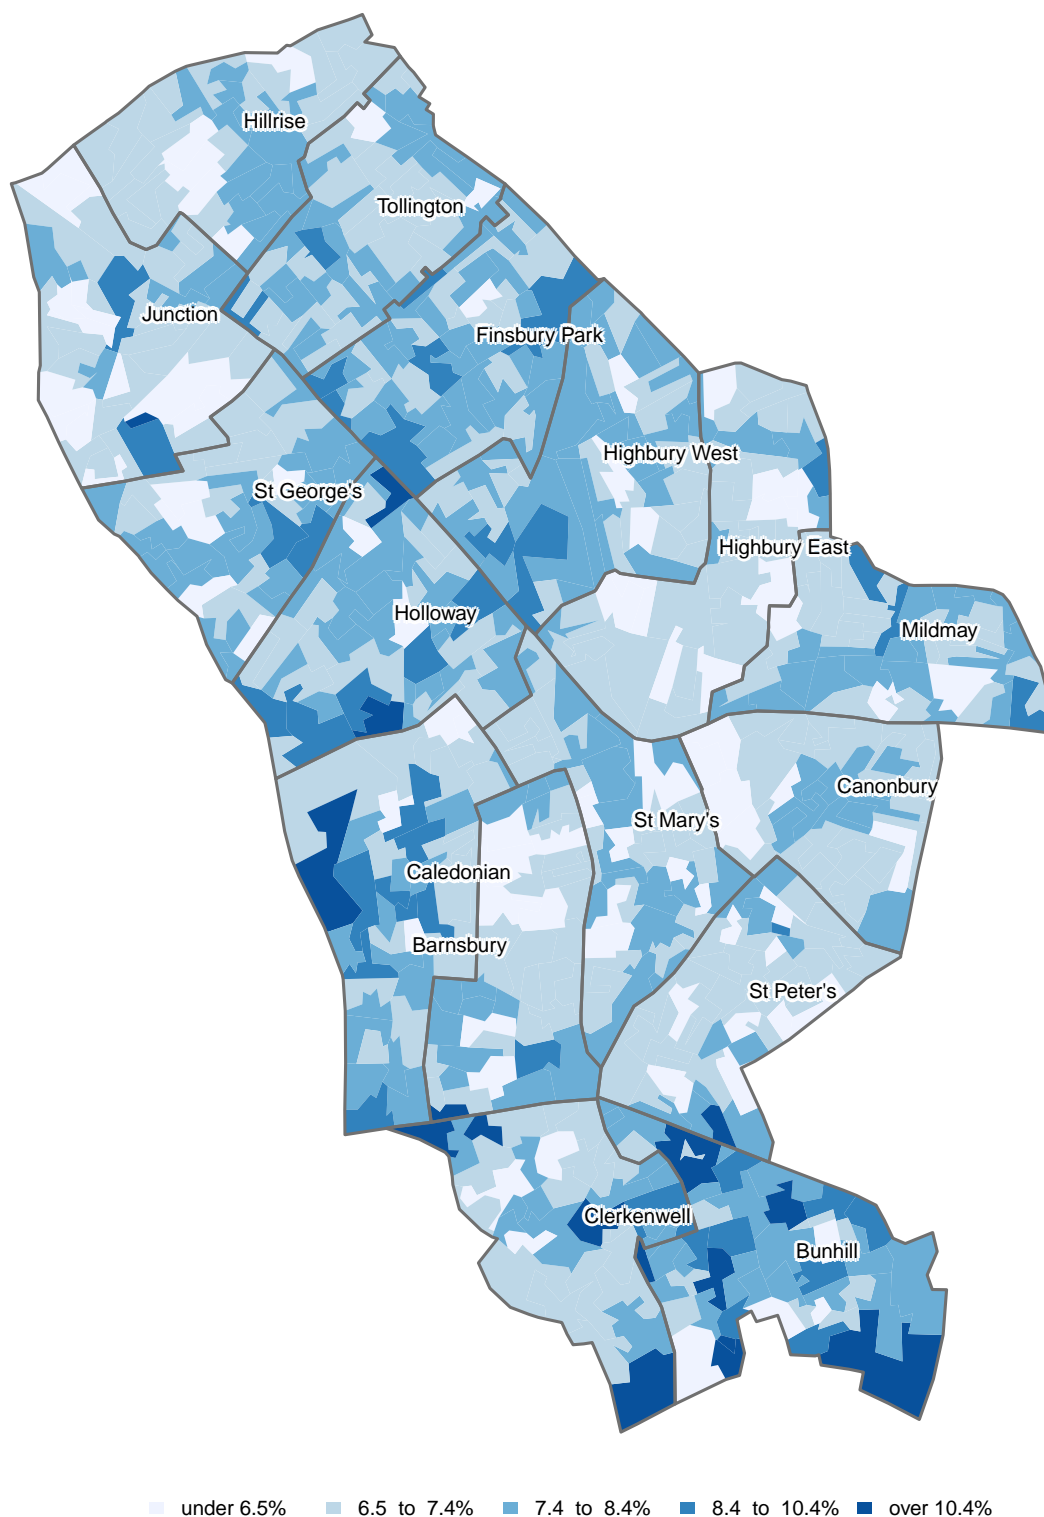 Hillrise
Tollington
Junction
Finsbury Park
Highbury West
St George's
Highbury East
Holloway
Mildmay
Canonbury
St Mary's
Caledonian
Barnsbury
St Peter's
Clerkenwell
Bunhill
under 6.5% 6.5 to 7.4% 7.4 to 8.4% 8.4 to 10.4% over 10.4%